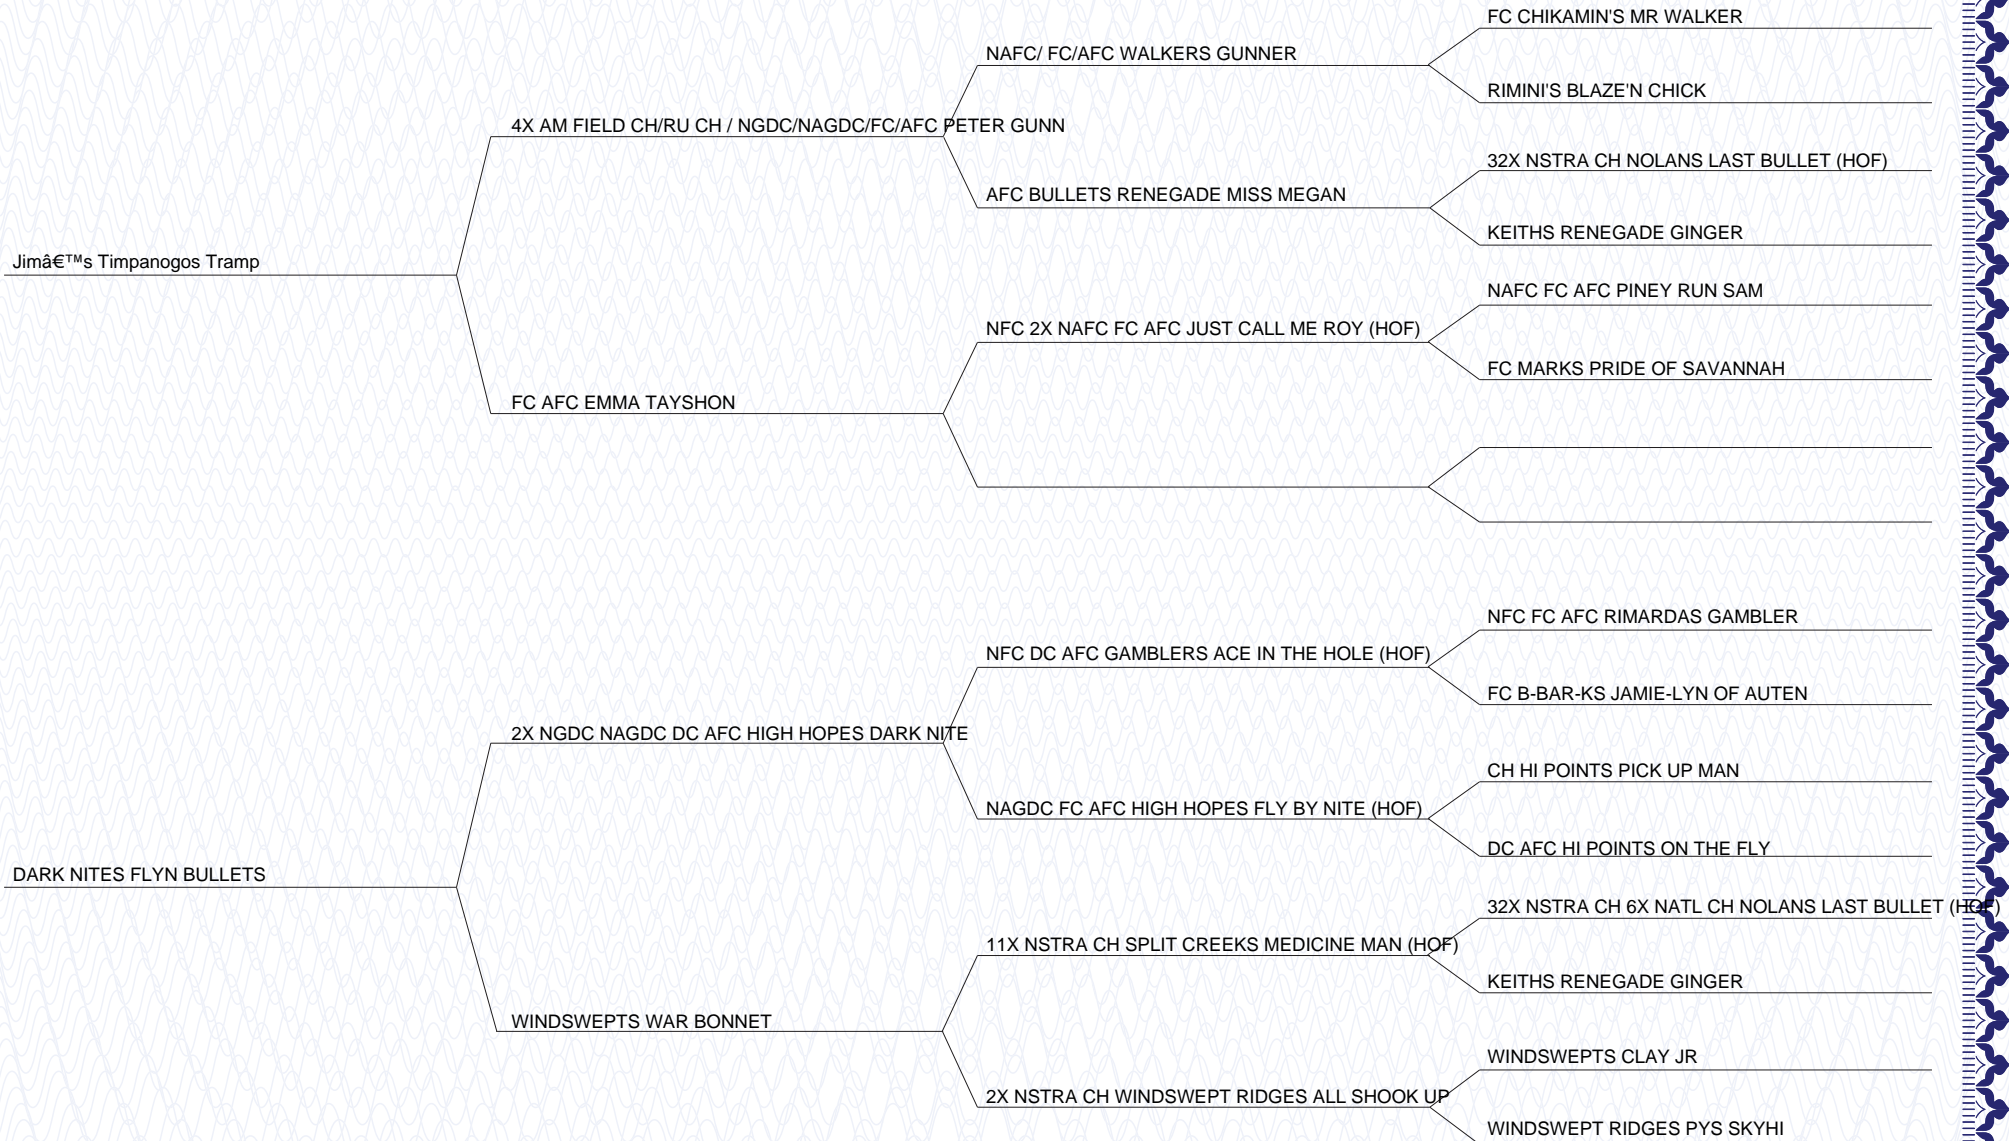 FC CHIKAMIN'S MR WALKER
NAFC/ FC/AFC WALKERS GUNNER
RIMINI'S BLAZE'N CHICK
4X AM FIELD CH/RU CH / NGDC/NAGDC/FC/AFC PETER GUNN
32X NSTRA CH NOLANS LAST BULLET (HOF)
AFC BULLETS RENEGADE MISS MEGAN
KEITHS RENEGADE GINGER
Jimâ€™s Timpanogos Tramp
NAFC FC AFC PINEY RUN SAM
NFC 2X NAFC FC AFC JUST CALL ME ROY (HOF)
FC MARKS PRIDE OF SAVANNAH
FC AFC EMMA TAYSHON
NFC FC AFC RIMARDAS GAMBLER
NFC DC AFC GAMBLERS ACE IN THE HOLE (HOF)
FC B-BAR-KS JAMIE-LYN OF AUTEN
2X NGDC NAGDC DC AFC HIGH HOPES DARK NITE
CH HI POINTS PICK UP MAN
NAGDC FC AFC HIGH HOPES FLY BY NITE (HOF)
DC AFC HI POINTS ON THE FLY
DARK NITES FLYN BULLETS
32X NSTRA CH 6X NATL CH NOLANS LAST BULLET (HOF)
11X NSTRA CH SPLIT CREEKS MEDICINE MAN (HOF)
KEITHS RENEGADE GINGER
WINDSWEPTS WAR BONNET
WINDSWEPTS CLAY JR
2X NSTRA CH WINDSWEPT RIDGES ALL SHOOK UP
WINDSWEPT RIDGES PYS SKYHI